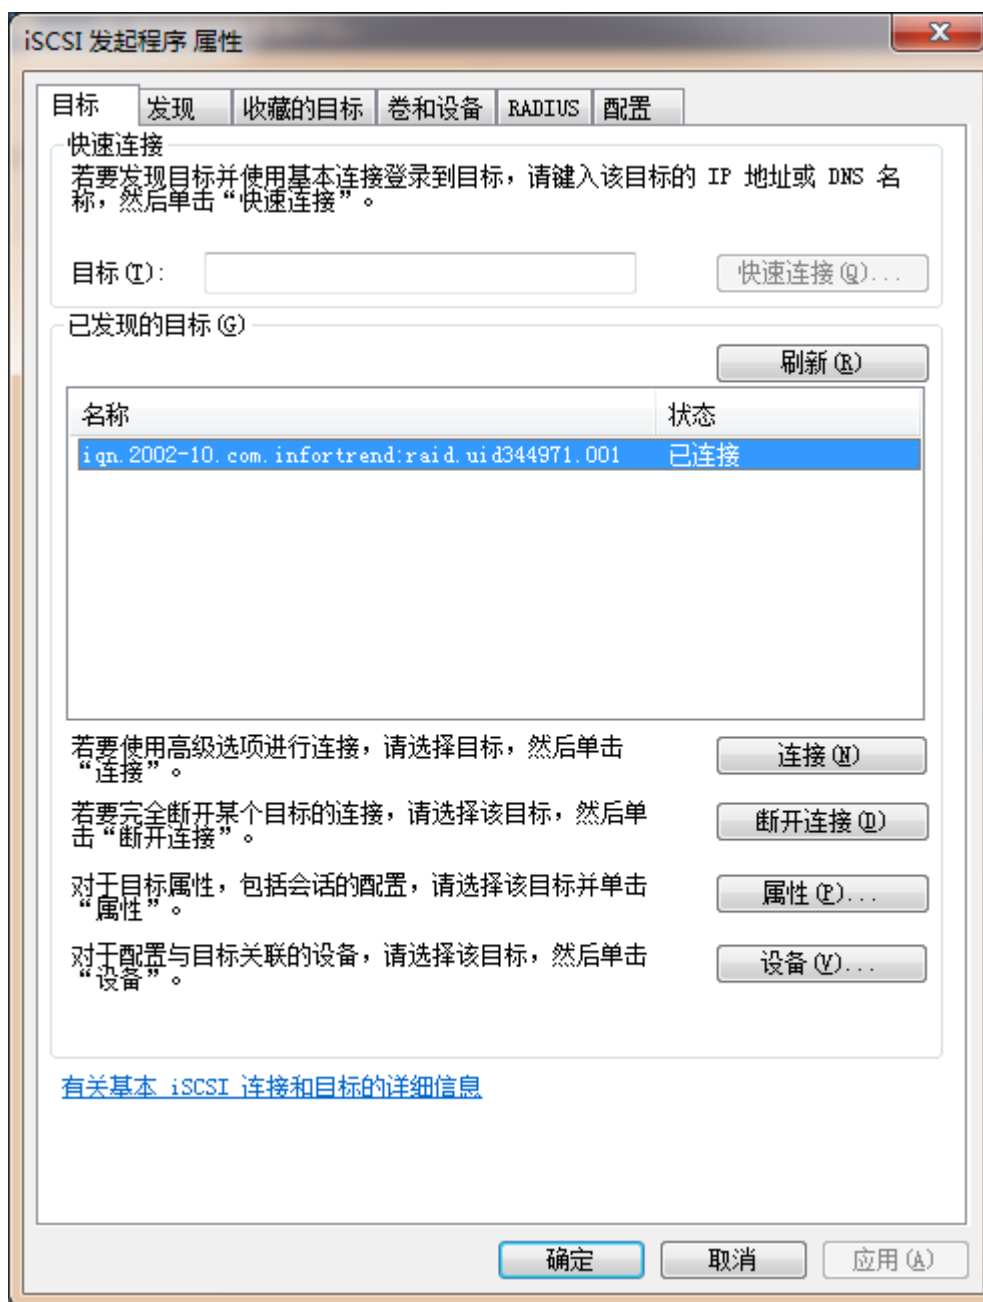 iSCSI 发起程序 属性
目标 发现 收藏的目标 卷和设备 RADIUS 配置
快速连接
若要发现目标并使用基本连接登录到目标，请键入该目标的 IP 地址或 DNS 名
称，然后单击“快速连接”。
目标(T): 快速连接(Q)...
已发现的目标(G)
刷新(R)
名称 状态
iqn.2002-10.com.infortrend:raid.uid344971.001 已连接
若要使用高级选项进行连接，请选择目标，然后单击
“连接”。
连接(N)
若要完全断开某个目标的连接，请选择该目标，然后单
击“断开连接”。
断开连接(D)
对于目标属性，包括会话的配置，请选择该目标并单击
“属性”。
属性(P)...
对于配置与目标关联的设备，请选择该目标，然后单击
“设备”。
设备(V)...
有关基本 iSCSI 连接和目标的详细信息
确定 取消 应用(A)